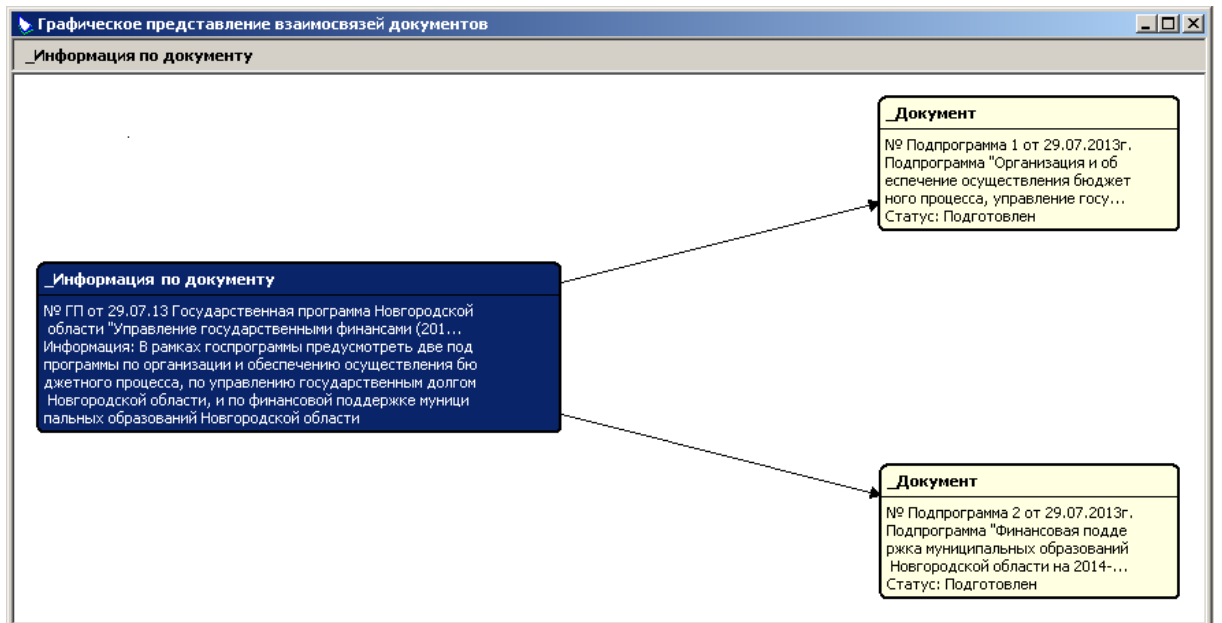 Графическое представление взаимосвязей документов
_Информация по документу
_Документ
№ Подпрограмма 1 от 29.07.2013г.
Подпрограмма "Организация и об
еспечение осуществления бюджет
ного процесса, управление госу...
Статус: Подготовлен
_Информация по документу
№ ГП от 29.07.13 Государственная программа Новгородской
области "Управление государственными финансами (201...
Информация: В рамках госпрограммы предусмотреть две под
программы по организации и обеспечению осуществления бю
джетного процесса, по управлению государственным долгом
Новгородской области, и по финансовой поддержке муници
пальных образований Новгородской области
_Документ
№ Подпрограмма 2 от 29.07.2013г.
Подпрограмма "Финансовая подде
ржка муниципальных образований
Новгородской области на 2014-...
Статус: Подготовлен